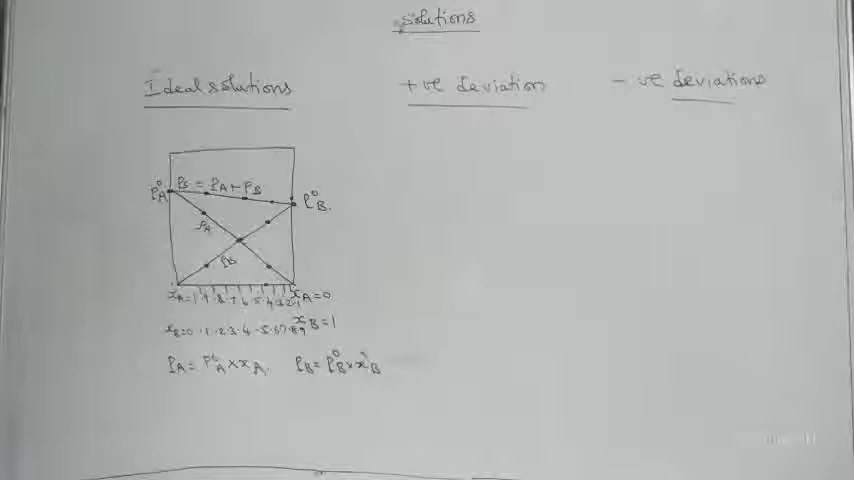 solutions
Ideal solutions
+ve deviation
- ve deviations
P°A Ps = PA + PB
P°B.
PA
PB
xA=1 .9 .8 .7 .6 .5 .4 .3 .2 .1 xA=0
xB=0 .1 .2 .3 .4 .5 .6 .7 .8 .9 xB=1
PA = P°A × xA. PB = P°B × xB